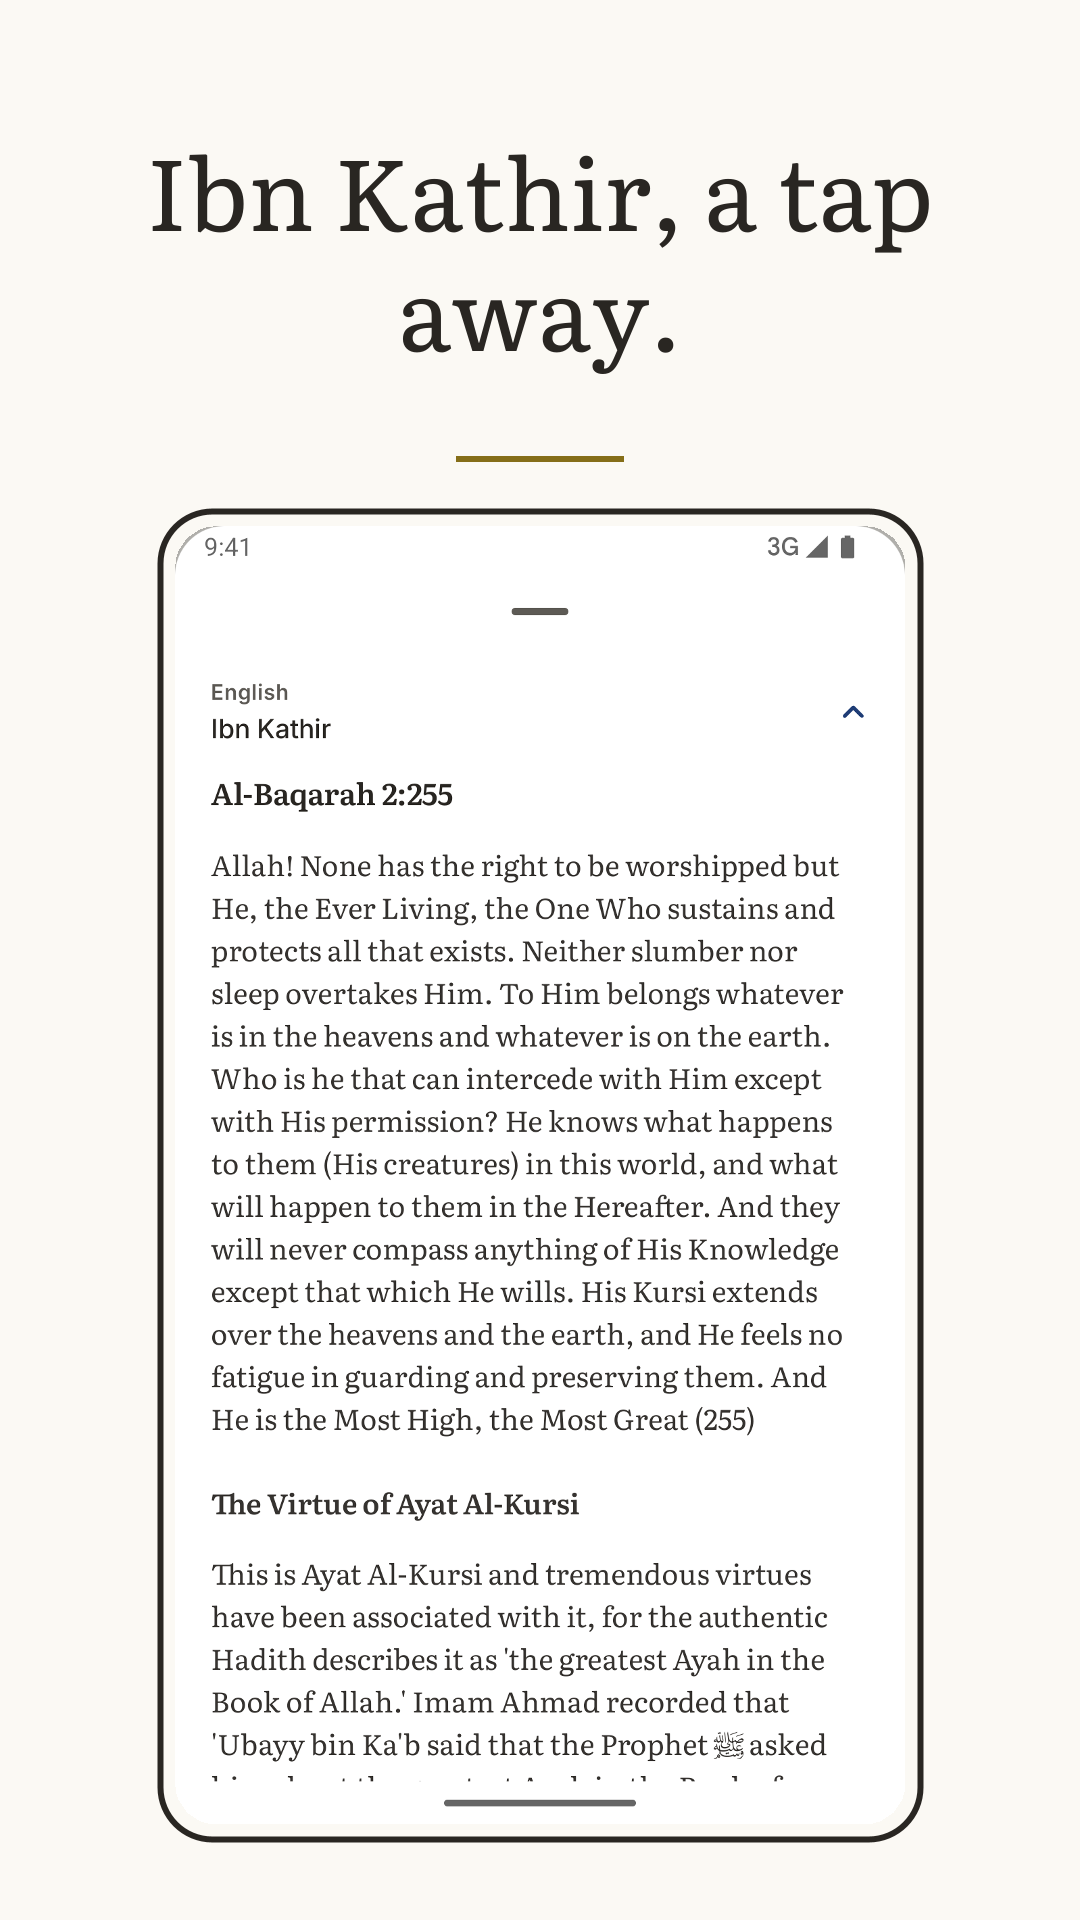 Ibn Kathir, a tap
away.
9:41
3G
English
Ibn Kathir
Al-Baqarah 2:255
Allah! None has the right to be worshipped but
He, the Ever Living, the One Who sustains and
protects all that exists. Neither slumber nor
sleep overtakes Him. To Him belongs whatever
is in the heavens and whatever is on the earth.
Who is he that can intercede with Him except
with His permission? He knows what happens
to them (His creatures) in this world, and what
will happen to them in the Hereafter. And they
will never compass anything of His Knowledge
except that which He wills. His Kursi extends
over the heavens and the earth, and He feels no
fatigue in guarding and preserving them. And
He is the Most High, the Most Great (255)
The Virtue of Ayat Al-Kursi
This is Ayat Al-Kursi and tremendous virtues
have been associated with it, for the authentic
Hadith describes it as 'the greatest Ayah in the
Book of Allah.' Imam Ahmad recorded that
'Ubayy bin Ka'b said that the Prophet ﷺ asked